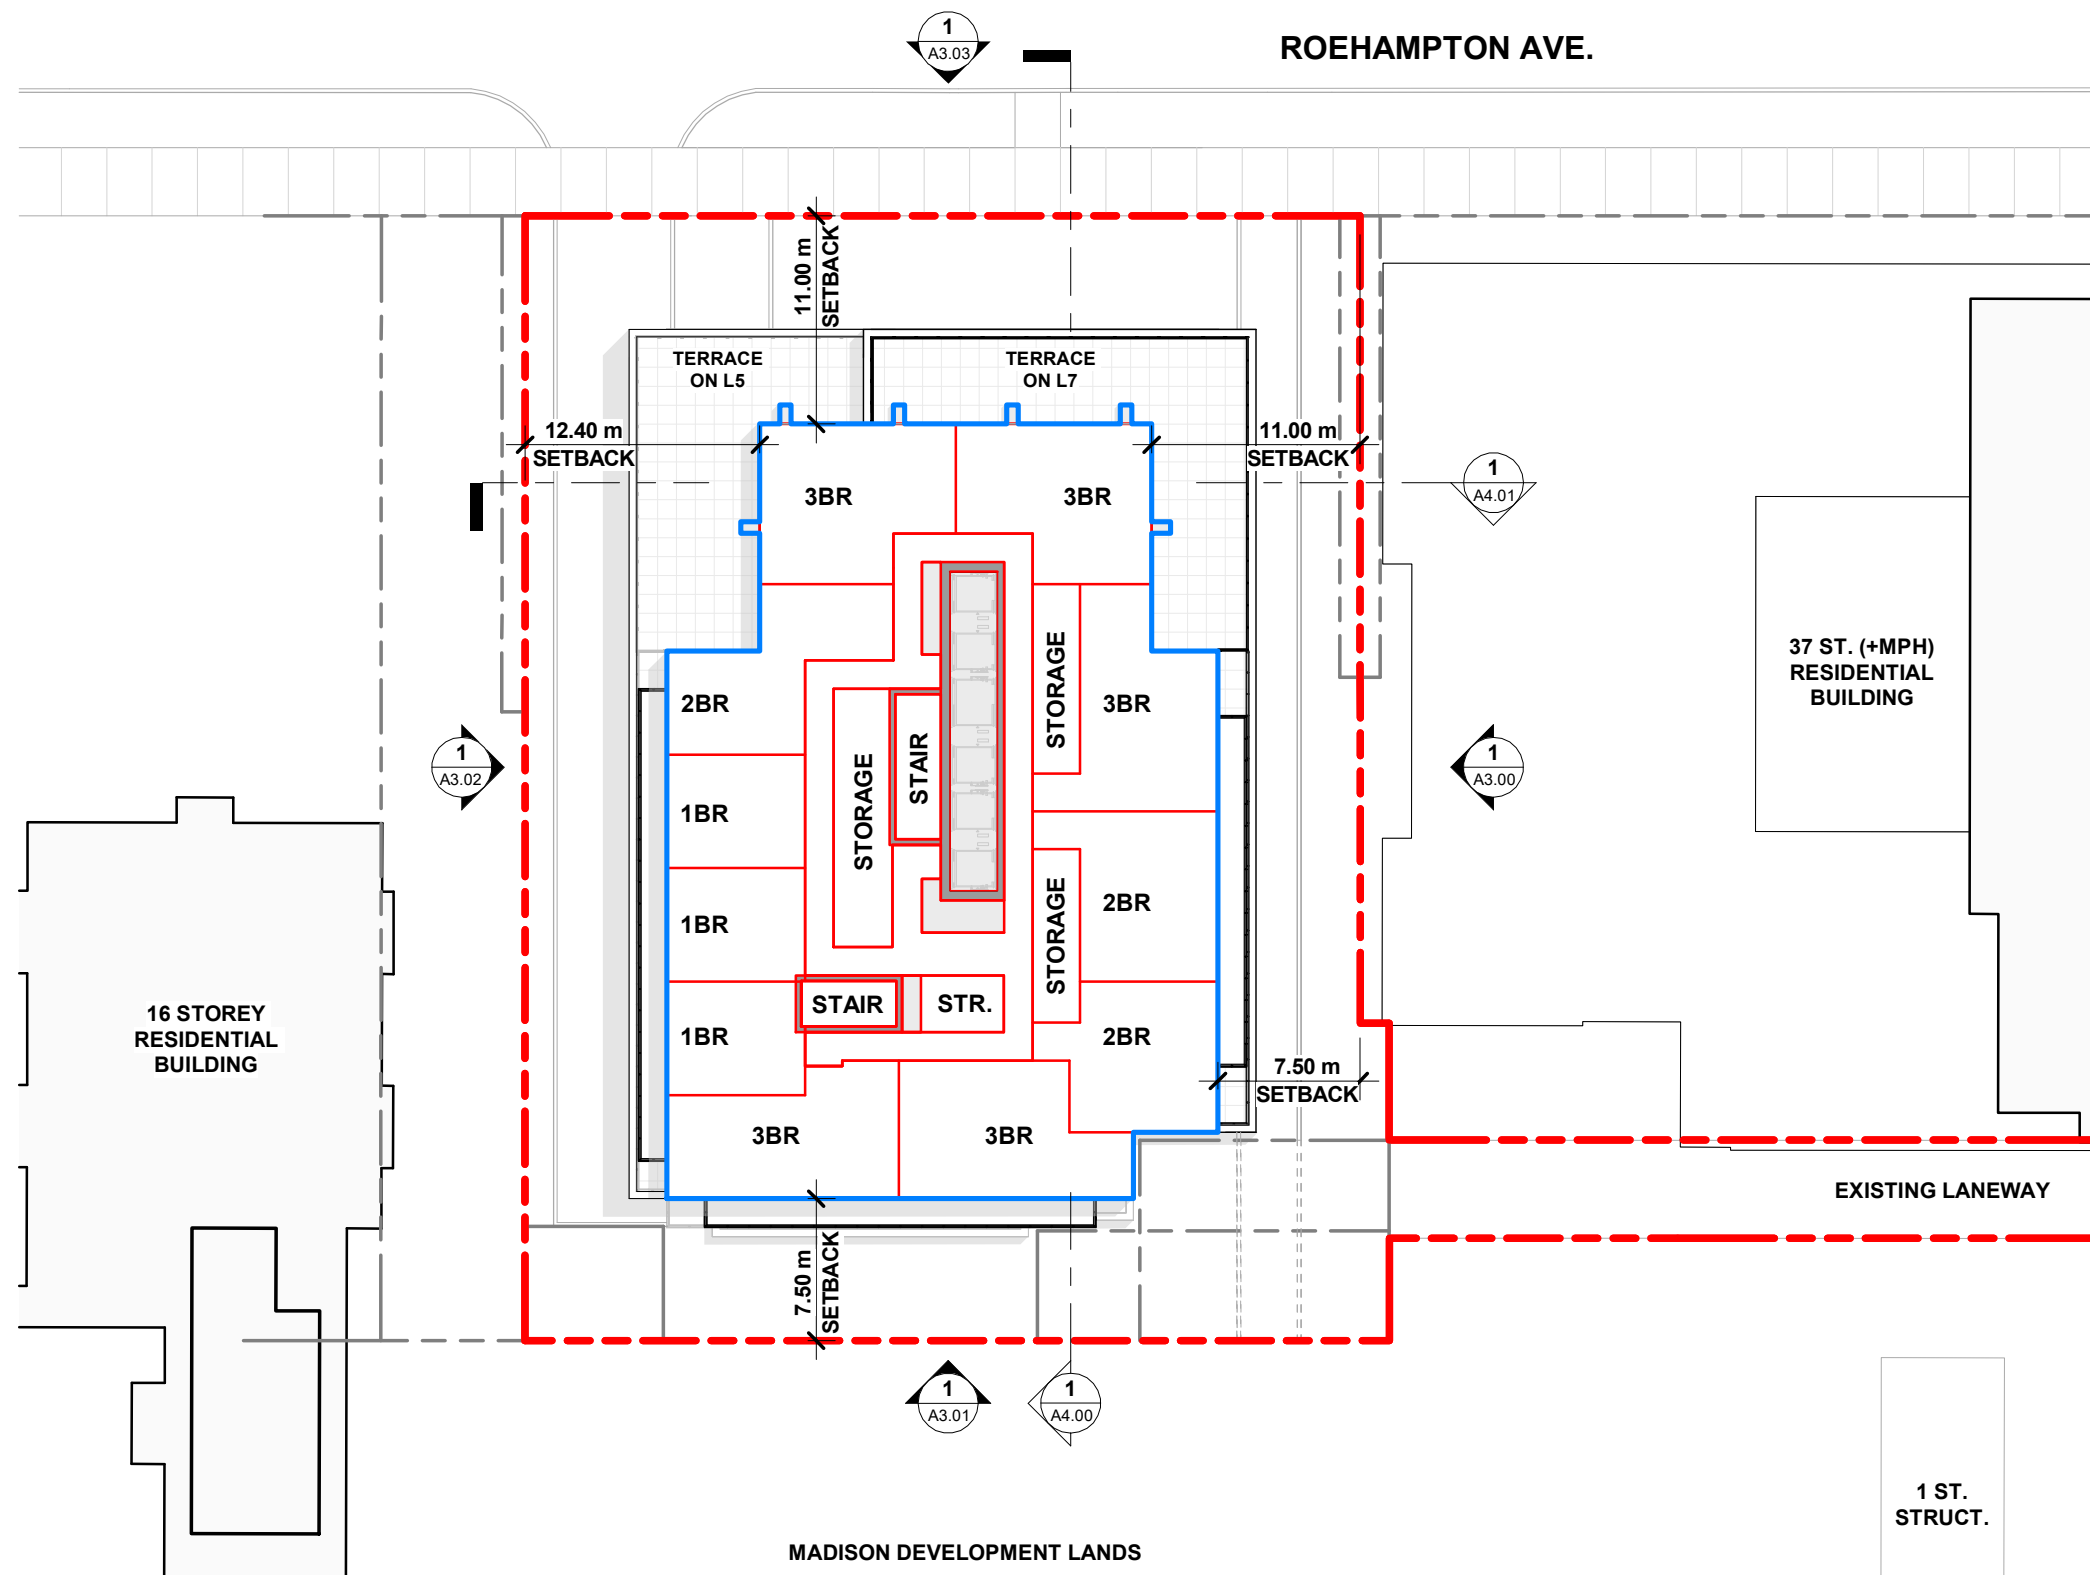 1
A3.03
ROEHAMPTON AVE.
11.00 m
SETBACK
TERRACE
ON L5
TERRACE
ON L7
12.40 m
SETBACK
11.00 m
SETBACK
1
A4.01
3BR
3BR
STORAGE
37 ST. (+MPH)
RESIDENTIAL
BUILDING
2BR
3BR
STAIR
STORAGE
1
A3.02
1
A3.00
1BR
2BR
1BR
STORAGE
STAIR
STR.
16 STOREY
RESIDENTIAL
BUILDING
1BR
2BR
7.50 m
SETBACK
3BR
3BR
EXISTING LANEWAY
7.50 m
SETBACK
1
A3.01
1
A4.00
1 ST.
STRUCT.
MADISON DEVELOPMENT LANDS